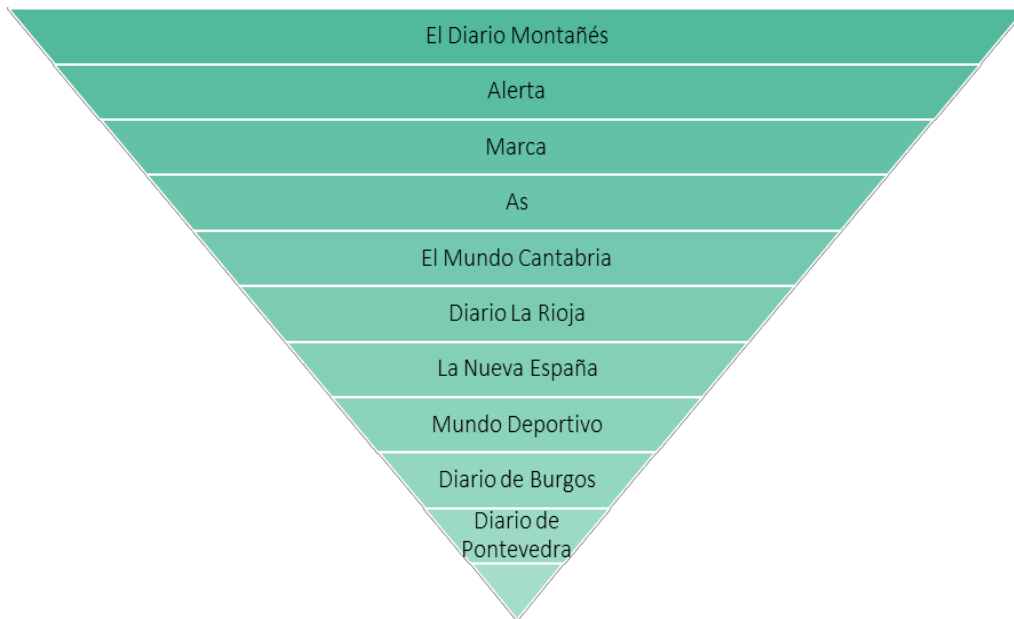 El Diario Montañés
Alerta
Marca
As
El Mundo Cantabria
Diario La Rioja
La Nueva España
Mundo Deportivo
Diario de Burgos
Diario de
Pontevedra